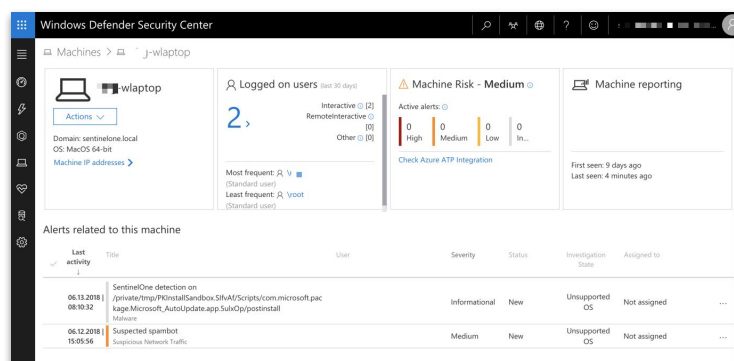 Windows Defender Security Center
Machines > -wlaptop
-wlaptop
Actions
Domain: sentinelone.local
OS: MacOS 64-bit
Machine IP addresses >
Logged on users (last 30 days)
2 >
Interactive [2]
RemoteInteractive
[0]
Other [0]
Most frequent:
(Standard user)
Least frequent: \root
(Standard user)
Machine Risk - Medium
Active alerts:
0 0 0 0
High Medium Low In...
Check Azure ATP Integration
Machine reporting
First seen: 9 days ago
Last seen: 4 minutes ago
Alerts related to this machine
Last activity Title User Severity Status Investigation State Assigned to
SentinelOne detection on
06.13.2018 | /private/tmp/PKInstallSandbox.SIfvAf/Scripts/com.microsoft.pac Informational New Unsupported Not assigned ...
08:10:32 kage.Microsoft_AutoUpdate.app.5ulxOp/postinstall OS
Malware
06.12.2018 | Suspected spambot Medium New Unsupported Not assigned ...
15:05:56 Suspicious Network Traffic OS